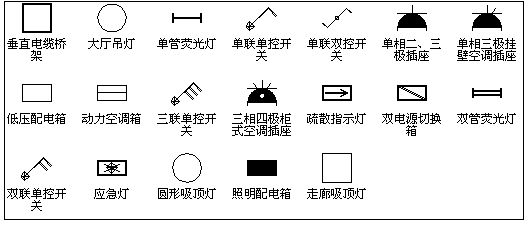 垂直电缆桥架
大厅吊灯
单管荧光灯
单联单控开关
单联双控开关
单相二、三极插座
单相三极挂壁空调插座
低压配电箱
动力空调箱
三联单控开关
三相四极柜式空调插座
疏散指示灯
双电源切换箱
双管荧光灯
双联单控开关
应急灯
圆形吸顶灯
照明配电箱
走廊吸顶灯